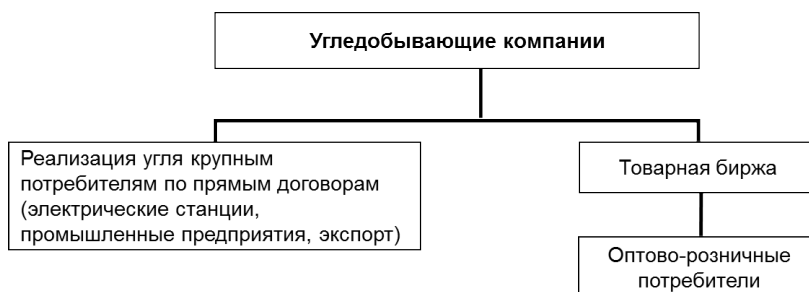 Угледобывающие компании
Реализация угля крупным
потребителям по прямым договорам
(электрические станции,
промышленные предприятия, экспорт)
Товарная биржа
Оптово-розничные
потребители